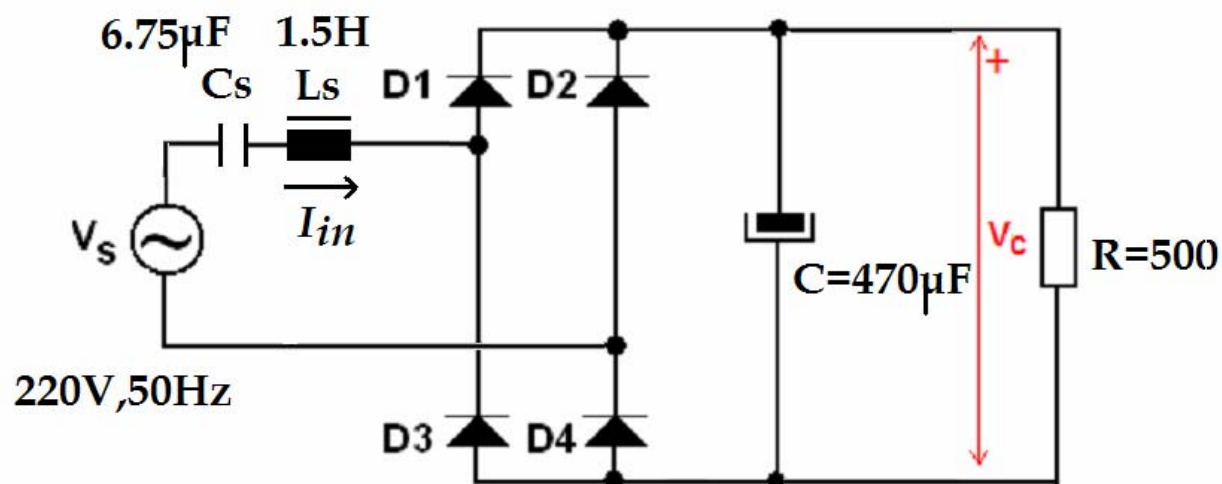 6.75µF 1.5H
Cs Ls D1 D2
Iin
Vs
+
Vc
R=500
C=470µF
220V,50Hz
D3 D4